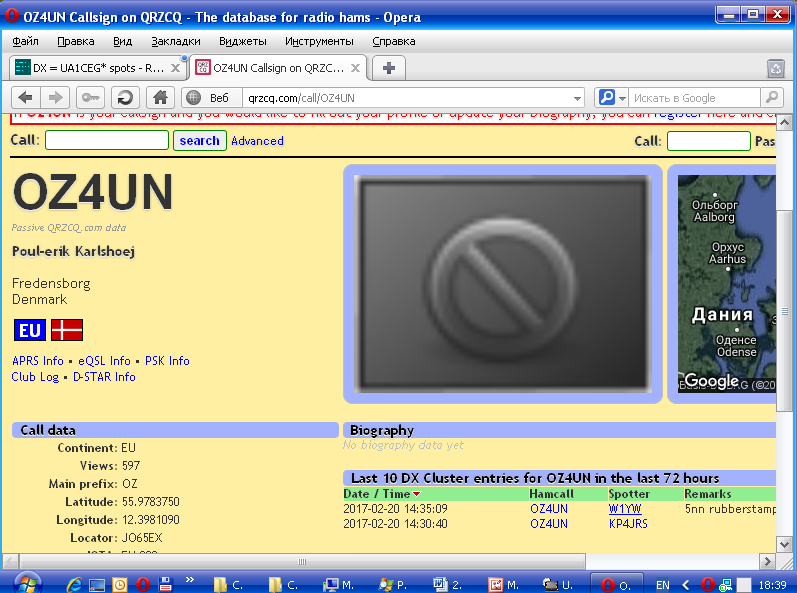 OZ4UN Callsign on QRZCQ - The database for radio hams - Opera
Файл Правка Вид Закладки Виджеты Инструменты Справка
DX = UA1CEG* spots - R... OZ4UN Callsign on QRZC...
Веб qrzcq.com/call/OZ4UN Искать в Google
If OZ4UN is your callsign and you would like to fill out your profile or update your biography, you can register here and
Call: search Advanced Call: Pas
OZ4UN
Passive QRZCQ.com data
Poul-erik Karlshoej
Fredensborg
Denmark
EU
APRS Info • eQSL Info • PSK Info
Club Log • D-STAR Info
Ольборг
Aalborg
Орхус
Aarhus
Дания
Оденсе
Odense
Google
Call data
Continent: EU
Views: 597
Main prefix: OZ
Latitude: 55.9783750
Longitude: 12.3981090
Locator: JO65EX
Biography
No biography data yet
Last 10 DX Cluster entries for OZ4UN in the last 72 hours
Date / Time Hamcall Spotter Remarks
2017-02-20 14:35:09 OZ4UN W1YW 5nn rubberstamp
2017-02-20 14:30:40 OZ4UN KP4JRS
» С. С. М. Р. 2. М. U. О. EN 18:39